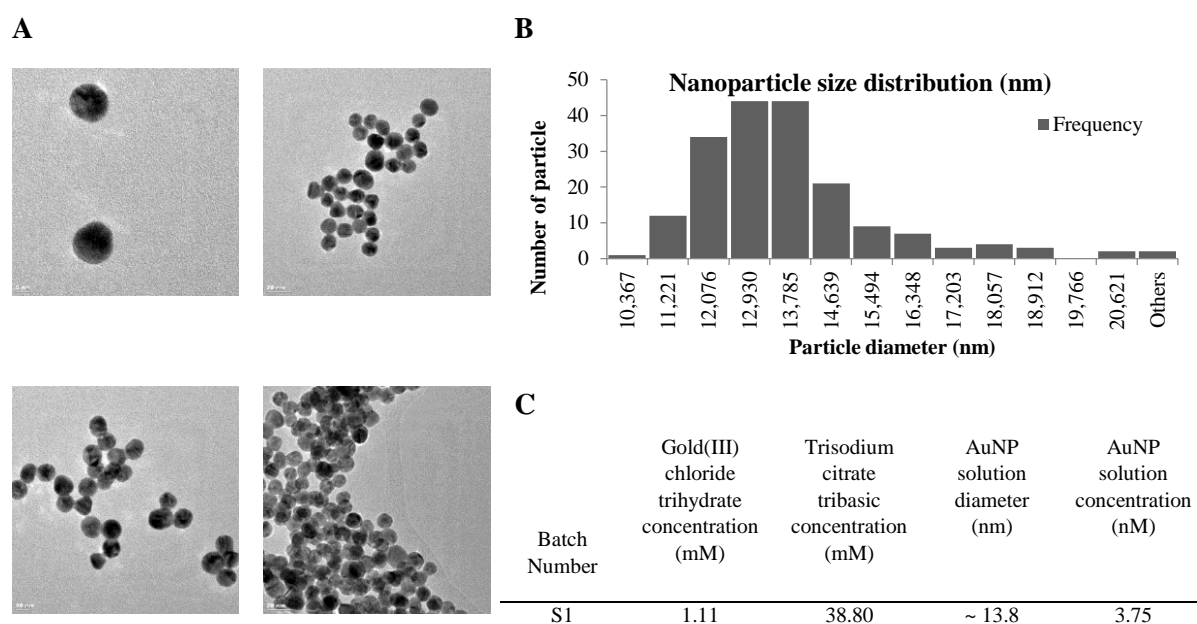 A
B
Nanoparticle size distribution (nm)
Frequency
Number of particle
50
40
30
20
10
0
10,367
11,221
12,076
12,930
13,785
14,639
15,494
16,348
17,203
18,057
18,912
19,766
20,621
Others
Particle diameter (nm)
C
Batch
Number
Gold(III)
chloride
trihydrate
concentration
(mM)
Trisodium
citrate
tribasic
concentration
(mM)
AuNP
solution
diameter
(nm)
AuNP
solution
concentration
(nM)
S1
1.11
38.80
~ 13.8
3.75